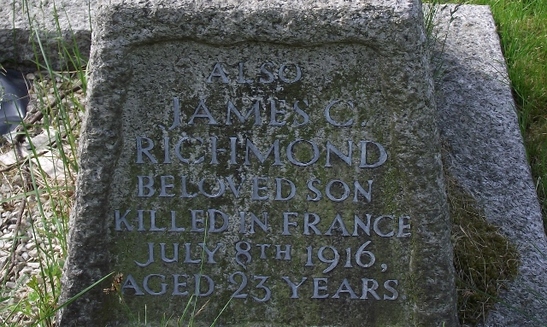 ALSO
JAMES C.
RICHMOND
BELOVED SON
KILLED IN FRANCE
JULY 8TH 1916,
AGED 23 YEARS